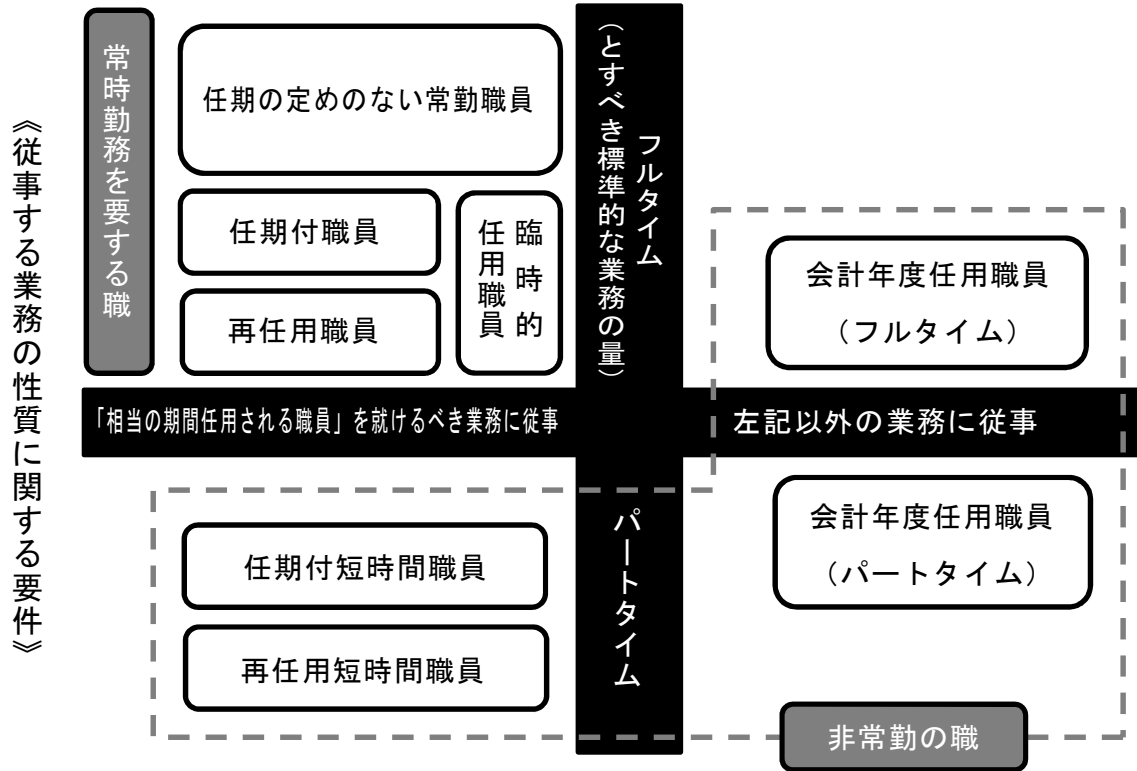 《従事する業務の性質に関する要件》
常時勤務を要する職
任期の定めのない常勤職員
任期付職員
再任用職員
臨時的
任用職員
フルタイム
(とすべき標準的な業務の量)
会計年度任用職員
(フルタイム)
「相当の期間任用される職員」を就けるべき業務に従事
左記以外の業務に従事
任期付短時間職員
再任用短時間職員
パートタイム
会計年度任用職員
(パートタイム)
非常勤の職